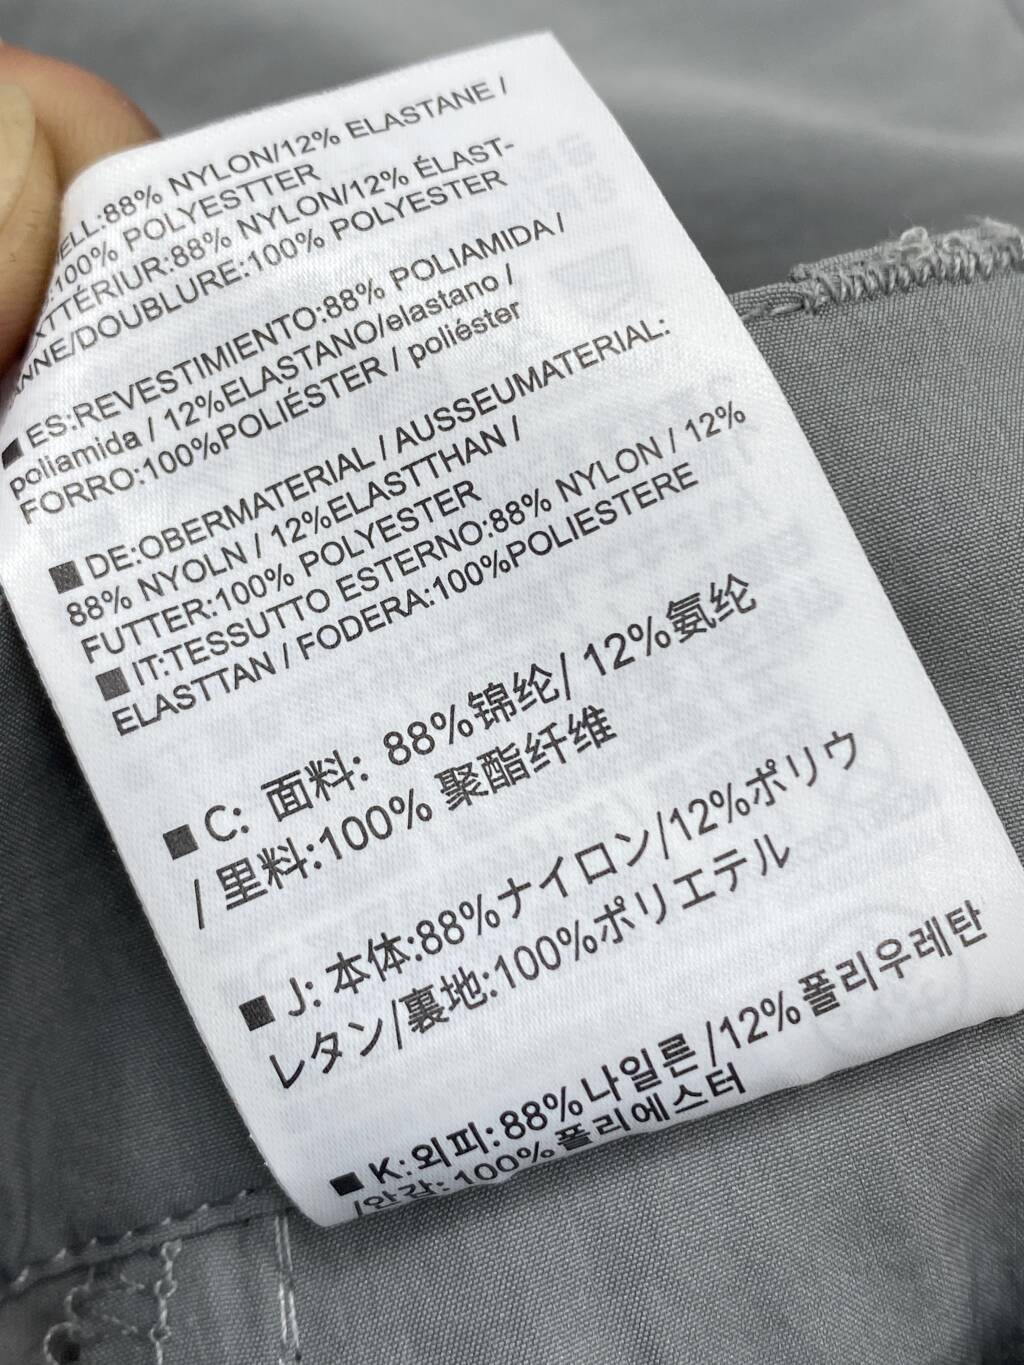 ELL:88% NYLON/12% ELASTANE /
:100% POLYESTTER
XTTÉRIUR:88% NYLON/12% ÉLAST-
ANNE/DOUBLURE:100% POLYESTER
■ ES:REVESTIMIENTO:88% POLIAMIDA /
poliamida / 12%ELASTANO/elastano /
FORRO:100%POLIÉSTER / poliéster
■ DE:OBERMATERIAL / AUSSEUMATERIAL:
88% NYOLN / 12%ELASTTHAN /
FUTTER:100% POLYESTER
■ IT:TESSUTTO ESTERNO:88% NYLON / 12%
ELASTTAN / FODERA:100%POLIESTERE
■ C: 面料: 88%锦纶/ 12%氨纶
/ 里料:100% 聚酯纤维
■ J: 本体:88%ナイロン/12%ポリウ
レタン/裏地:100%ポリエテル
■ K:외피:88%나일론 /12%폴리우레탄
/안감:100%폴리에스터